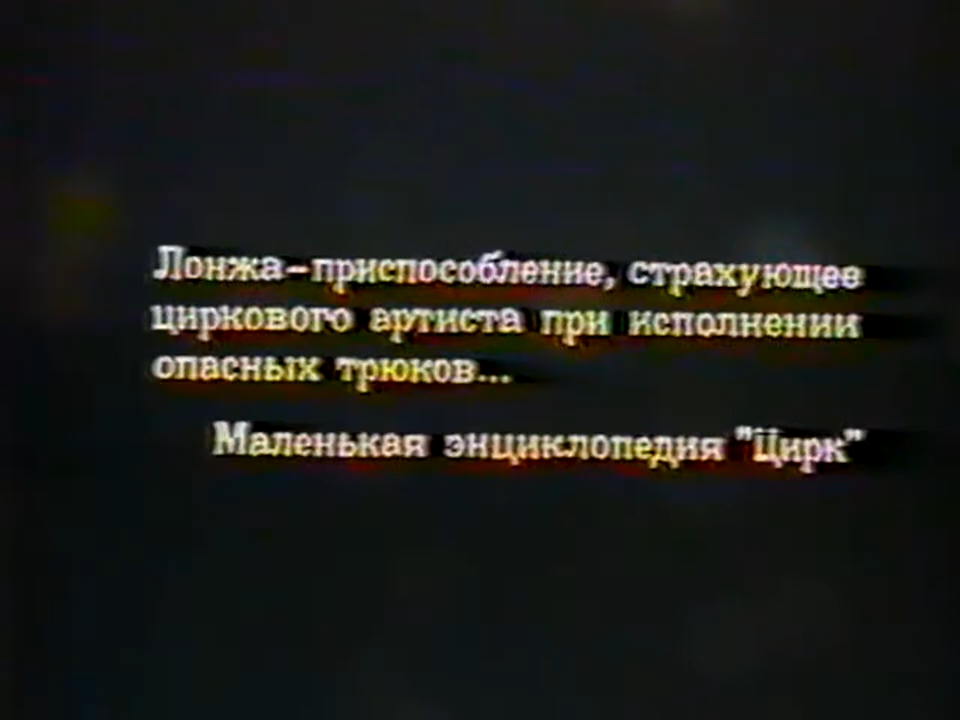 Лонжа–приспособление, страхующее
циркового артиста при исполнении
опасных трюков...
Маленькая энциклопедия "Цирк"